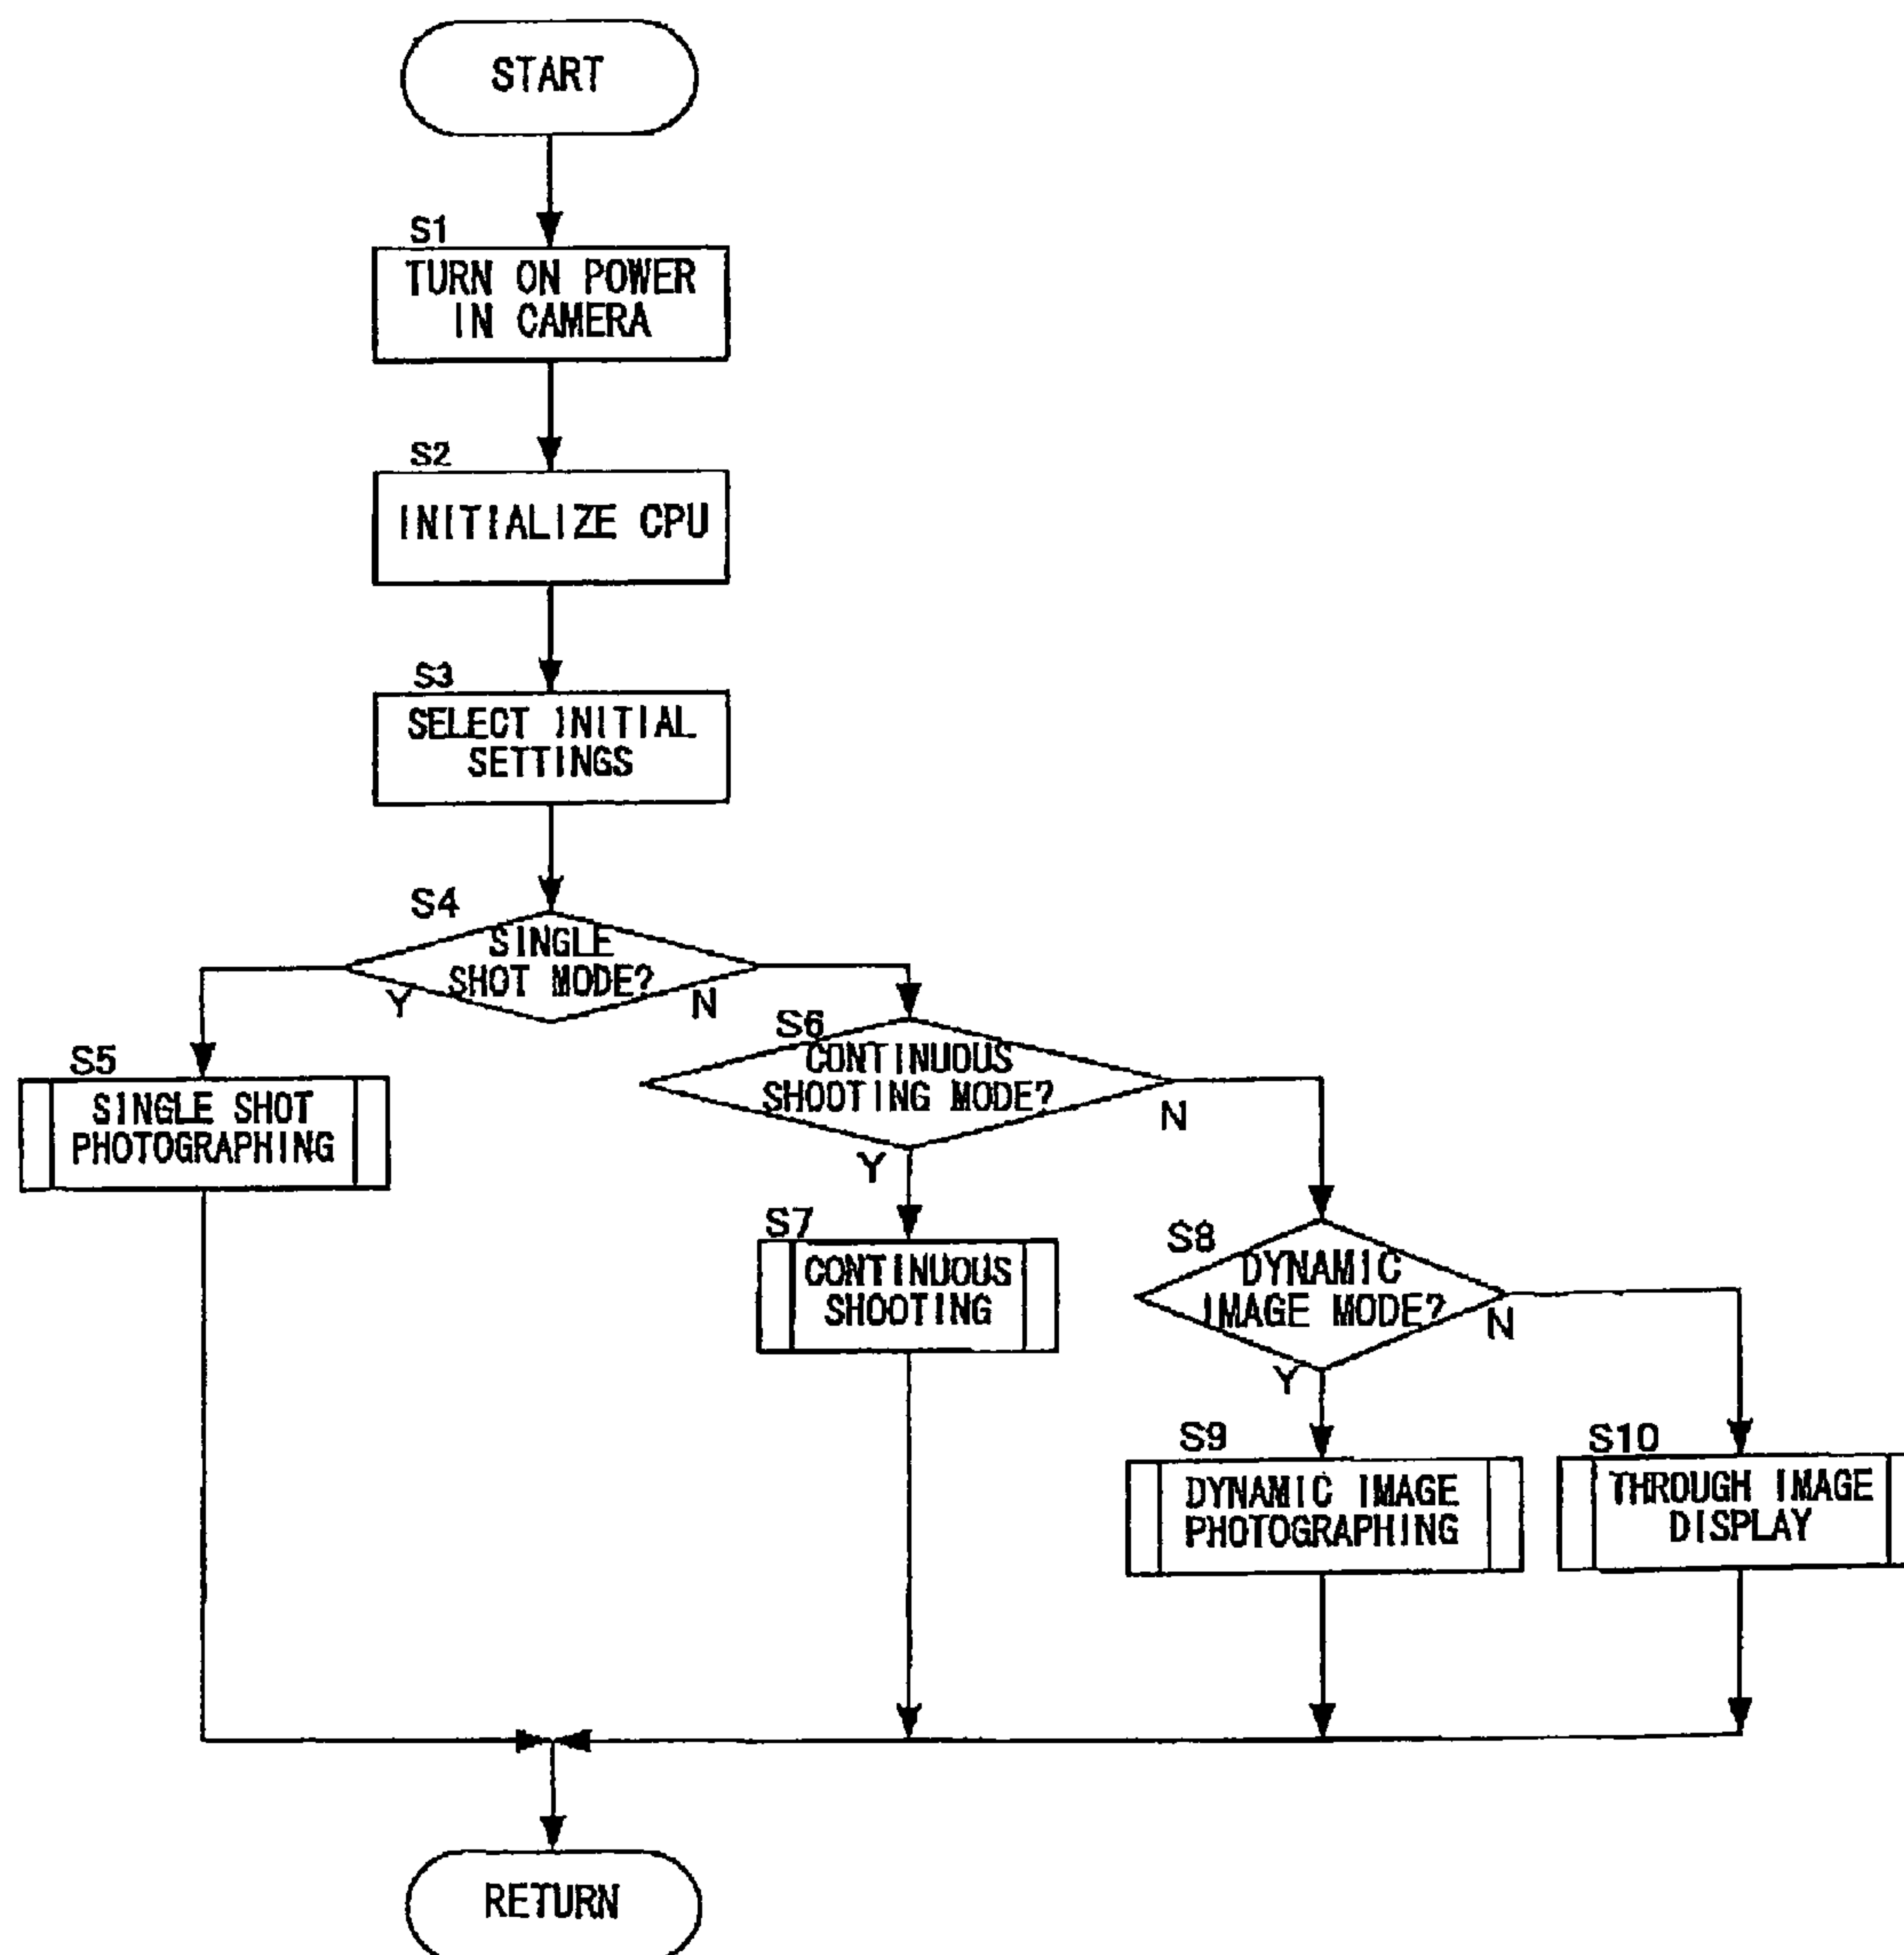 START
S1
TURN ON POWER
IN CAMERA
S2
INITIALIZE CPU
S3
SELECT INITIAL
SETTINGS
S4
SINGLE
SHOT MODE?
Y
N
S5
SINGLE SHOT
PHOTOGRAPHING
S6
CONTINUOUS
SHOOTING MODE?
Y
N
S7
CONTINUOUS
SHOOTING
S8
DYNAMIC
IMAGE MODE?
Y
N
S9
DYNAMIC IMAGE
PHOTOGRAPHING
S10
THROUGH IMAGE
DISPLAY
RETURN